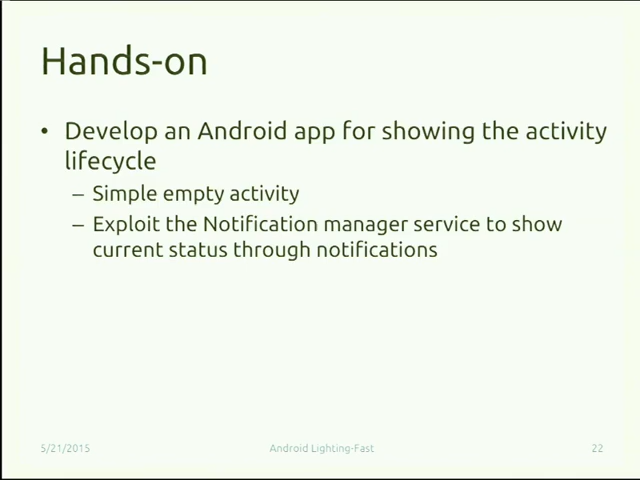 Hands-on
• Develop an Android app for showing the activity
lifecycle
– Simple empty activity
– Exploit the Notification manager service to show
current status through notifications
5/21/2015
Android Lighting-Fast
22